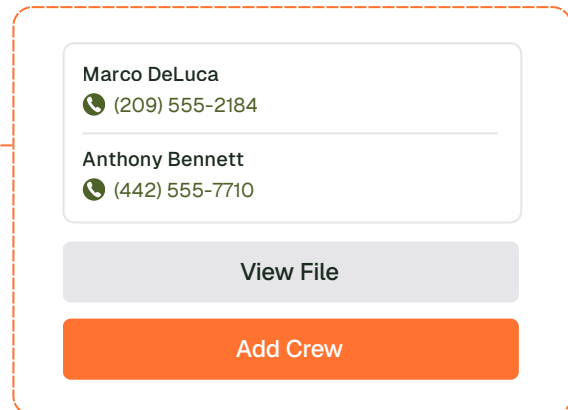 Marco DeLuca
(209) 555-2184
Anthony Bennett
(442) 555-7710
View File
Add Crew